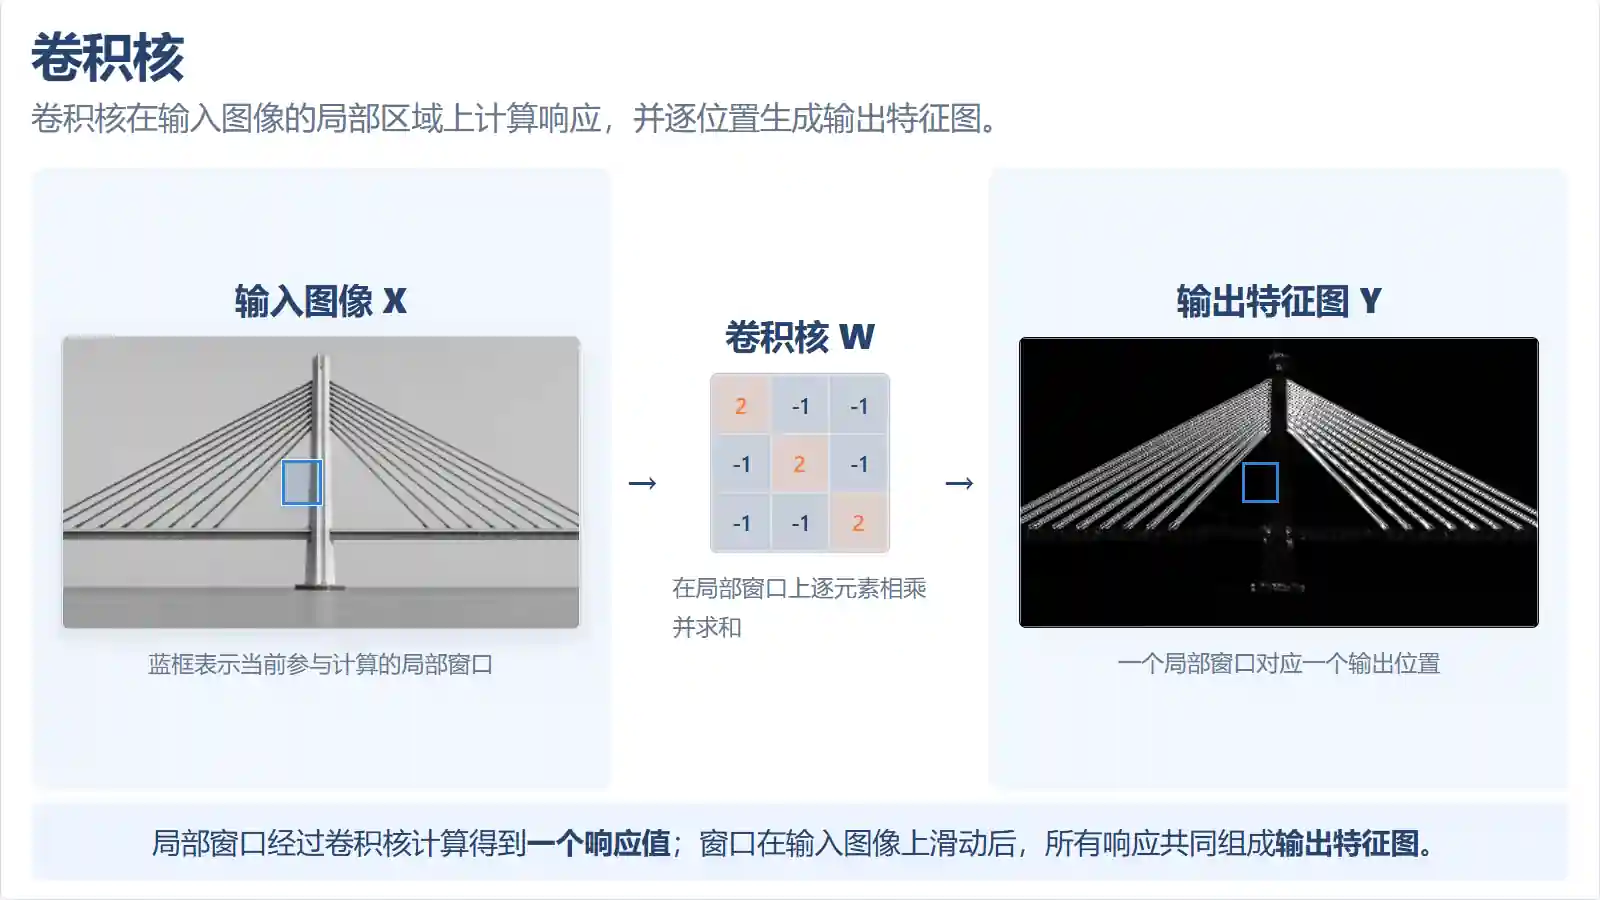 卷积核
卷积核在输入图像的局部区域上计算响应，并逐位置生成输出特征图。
输入图像 X
蓝框表示当前参与计算的局部窗口
→
卷积核 W
2 -1 -1
-1 2 -1
-1 -1 2
在局部窗口上逐元素相乘
并求和
→
输出特征图 Y
一个局部窗口对应一个输出位置
局部窗口经过卷积核计算得到一个响应值；窗口在输入图像上滑动后，所有响应共同组成输出特征图。